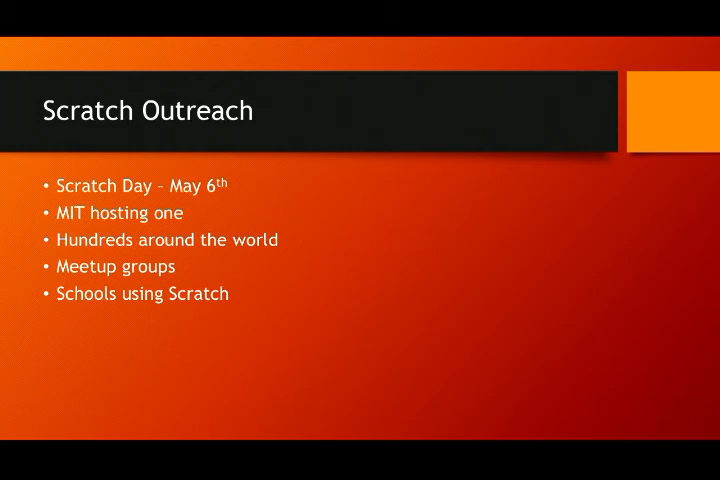 Scratch Outreach
• Scratch Day – May 6th
• MIT hosting one
• Hundreds around the world
• Meetup groups
• Schools using Scratch